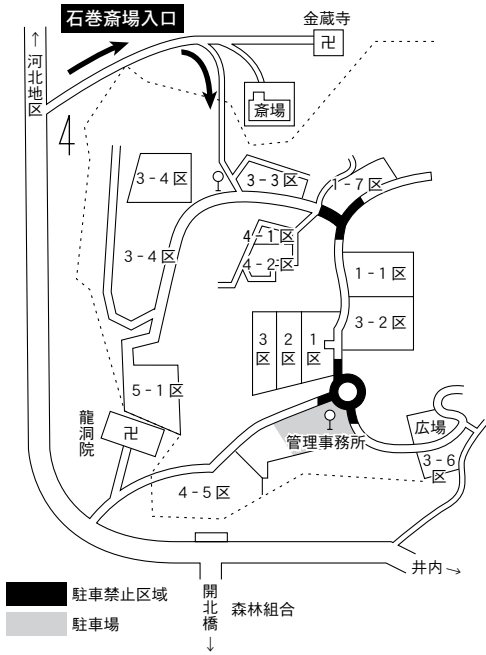 石巻斎場入口
金蔵寺
卍
↑
河北地区
斎場
4
3-4区
3-3区
1-7区
4-1区
4-2区
3-4区
1-1区
3-2区
3区
2区
1区
5-1区
龍洞院
卍
管理事務所
広場
3-6区
4-5区
井内→
開北橋
↓
森林組合
駐車禁止区域
駐車場